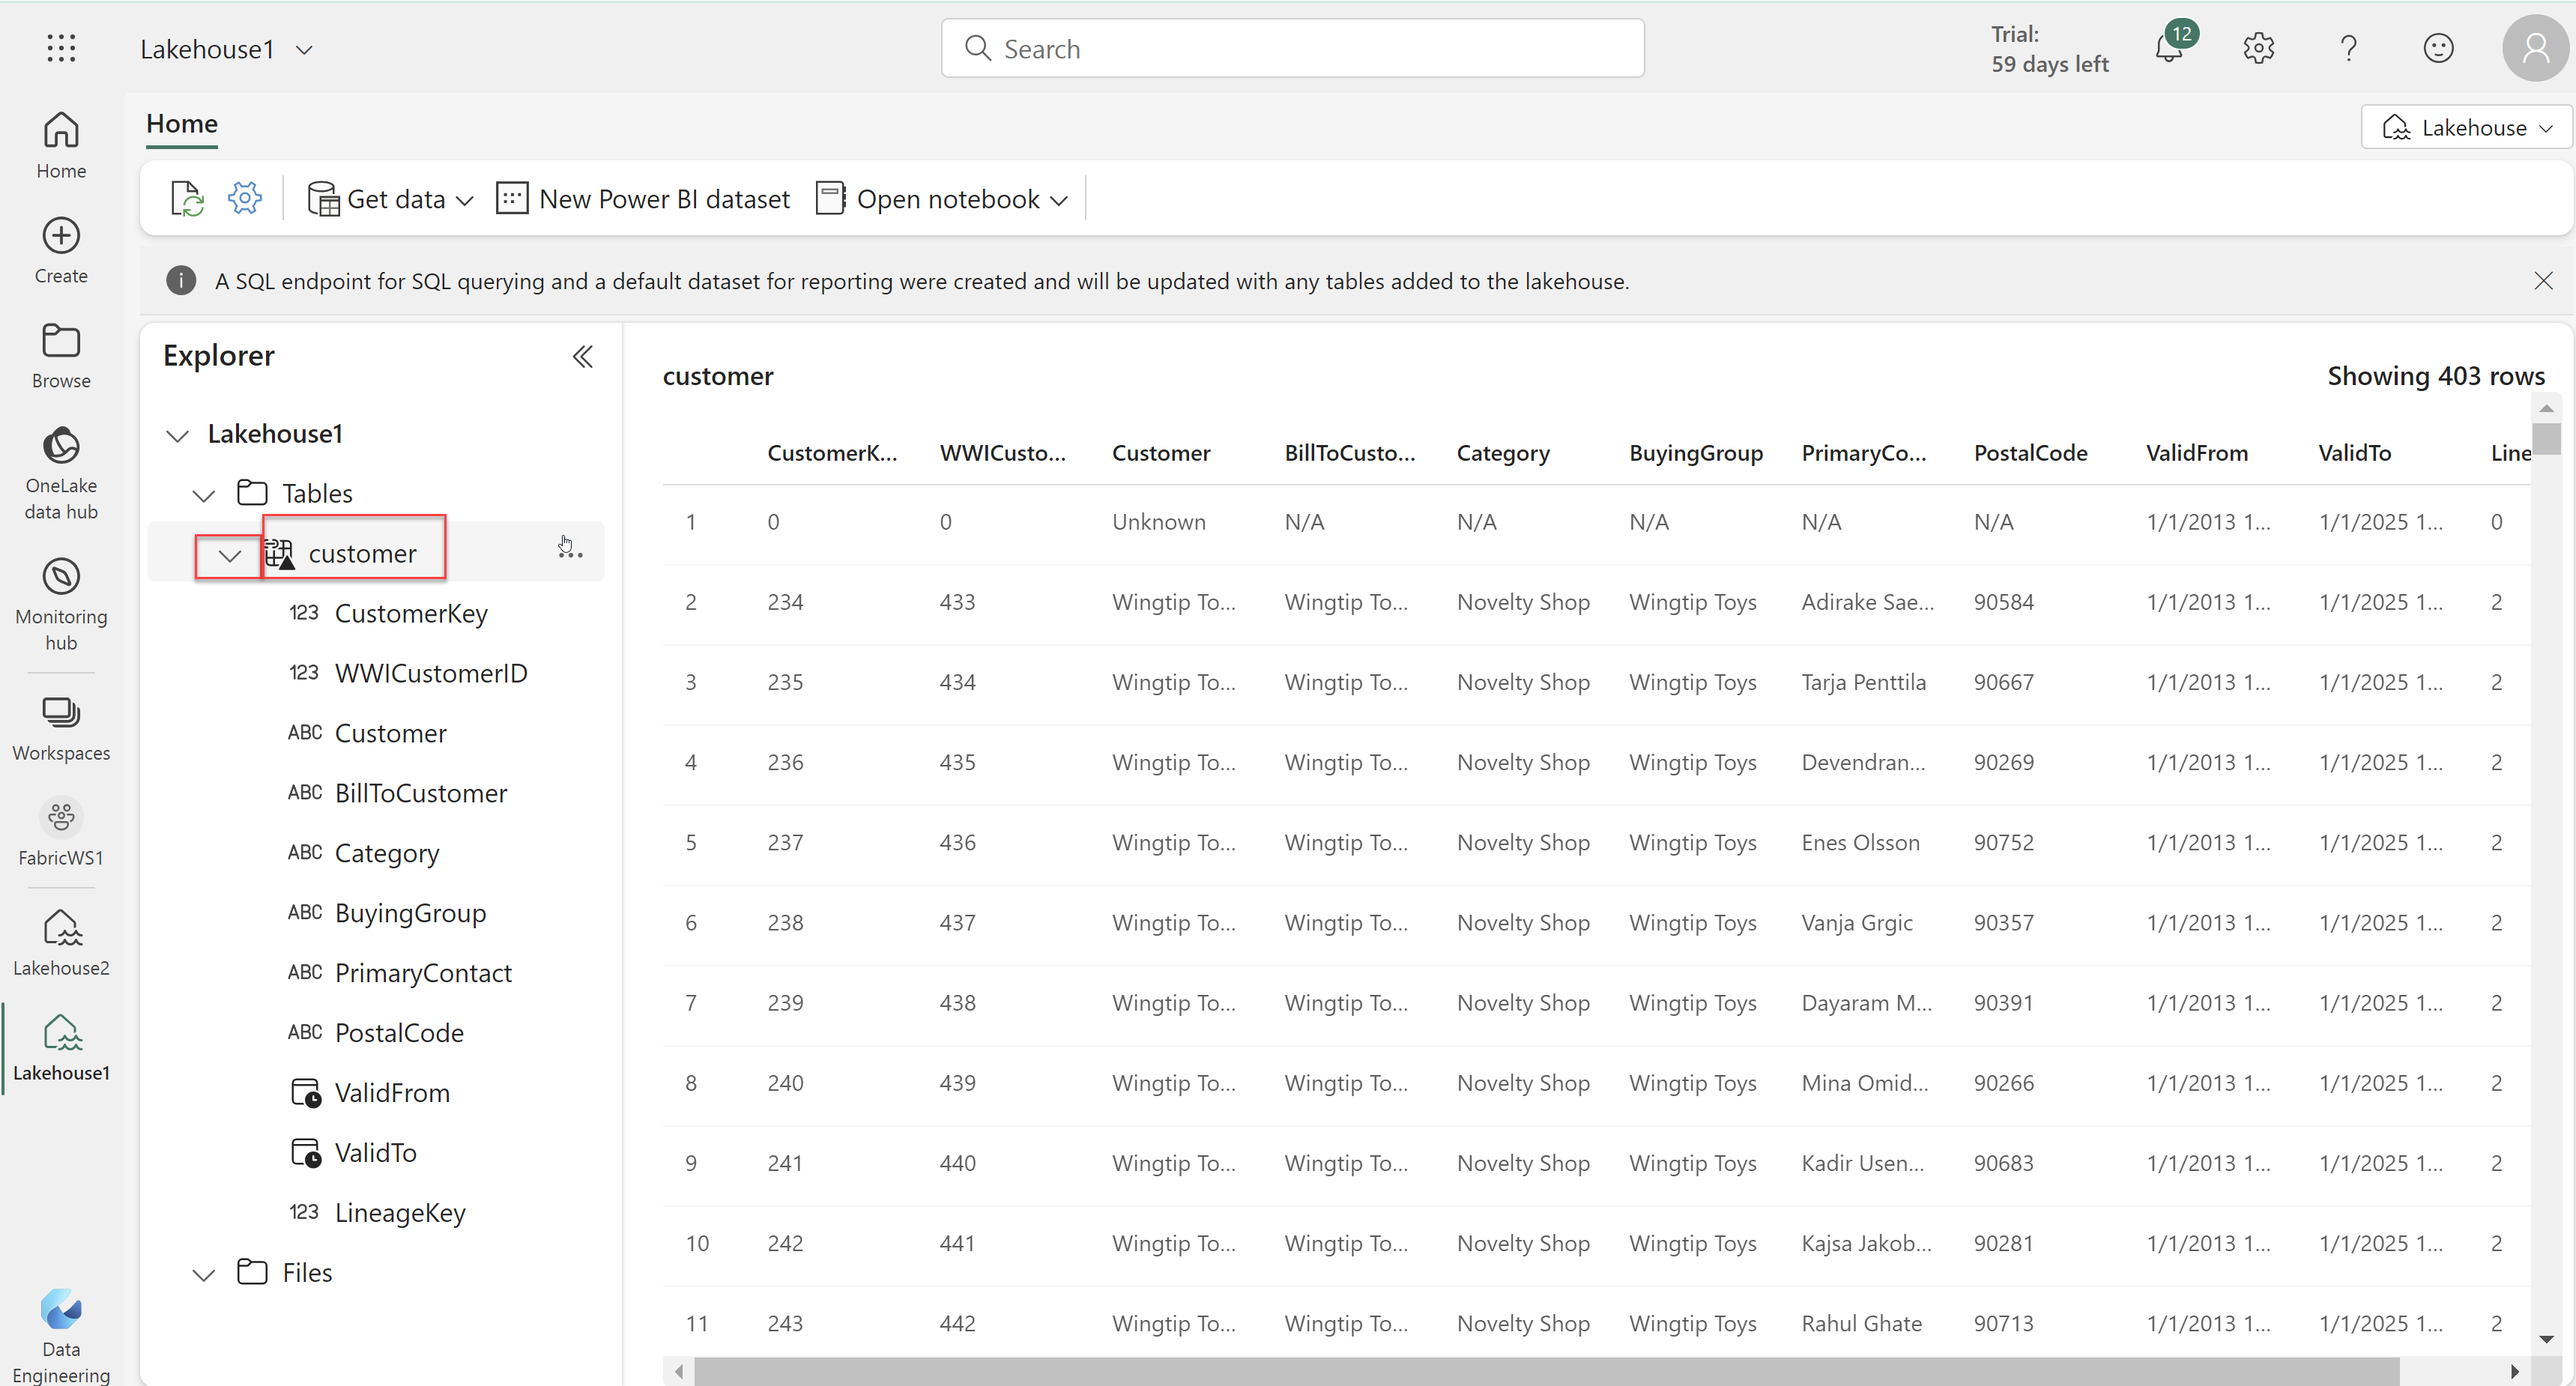 Lakehouse1
Search
Trial:
59 days left
12
Home
Lakehouse
Home
Get data
New Power BI dataset
Open notebook
Create
A SQL endpoint for SQL querying and a default dataset for reporting were created and will be updated with any tables added to the lakehouse.
Browse
OneLake
data hub
Monitoring
hub
Workspaces
FabricWS1
Lakehouse2
Lakehouse1
Data
Engineering
Explorer
Lakehouse1
Tables
customer
123 CustomerKey
123 WWICustomerID
ABC Customer
ABC BillToCustomer
ABC Category
ABC BuyingGroup
ABC PrimaryContact
ABC PostalCode
ValidFrom
ValidTo
123 LineageKey
Files
customer
Showing 403 rows
CustomerK... WWICusto... Customer BillToCusto... Category BuyingGroup PrimaryCo... PostalCode ValidFrom ValidTo Line
1 0 0 Unknown N/A N/A N/A N/A N/A 1/1/2013 1... 1/1/2025 1... 0
2 234 433 Wingtip To... Wingtip To... Novelty Shop Wingtip Toys Adirake Sae... 90584 1/1/2013 1... 1/1/2025 1... 2
3 235 434 Wingtip To... Wingtip To... Novelty Shop Wingtip Toys Tarja Penttila 90667 1/1/2013 1... 1/1/2025 1... 2
4 236 435 Wingtip To... Wingtip To... Novelty Shop Wingtip Toys Devendran... 90269 1/1/2013 1... 1/1/2025 1... 2
5 237 436 Wingtip To... Wingtip To... Novelty Shop Wingtip Toys Enes Olsson 90752 1/1/2013 1... 1/1/2025 1... 2
6 238 437 Wingtip To... Wingtip To... Novelty Shop Wingtip Toys Vanja Grgic 90357 1/1/2013 1... 1/1/2025 1... 2
7 239 438 Wingtip To... Wingtip To... Novelty Shop Wingtip Toys Dayaram M... 90391 1/1/2013 1... 1/1/2025 1... 2
8 240 439 Wingtip To... Wingtip To... Novelty Shop Wingtip Toys Mina Omid... 90266 1/1/2013 1... 1/1/2025 1... 2
9 241 440 Wingtip To... Wingtip To... Novelty Shop Wingtip Toys Kadir Usen... 90683 1/1/2013 1... 1/1/2025 1... 2
10 242 441 Wingtip To... Wingtip To... Novelty Shop Wingtip Toys Kajsa Jakob... 90281 1/1/2013 1... 1/1/2025 1... 2
11 243 442 Wingtip To... Wingtip To... Novelty Shop Wingtip Toys Rahul Ghate 90713 1/1/2013 1... 1/1/2025 1... 2